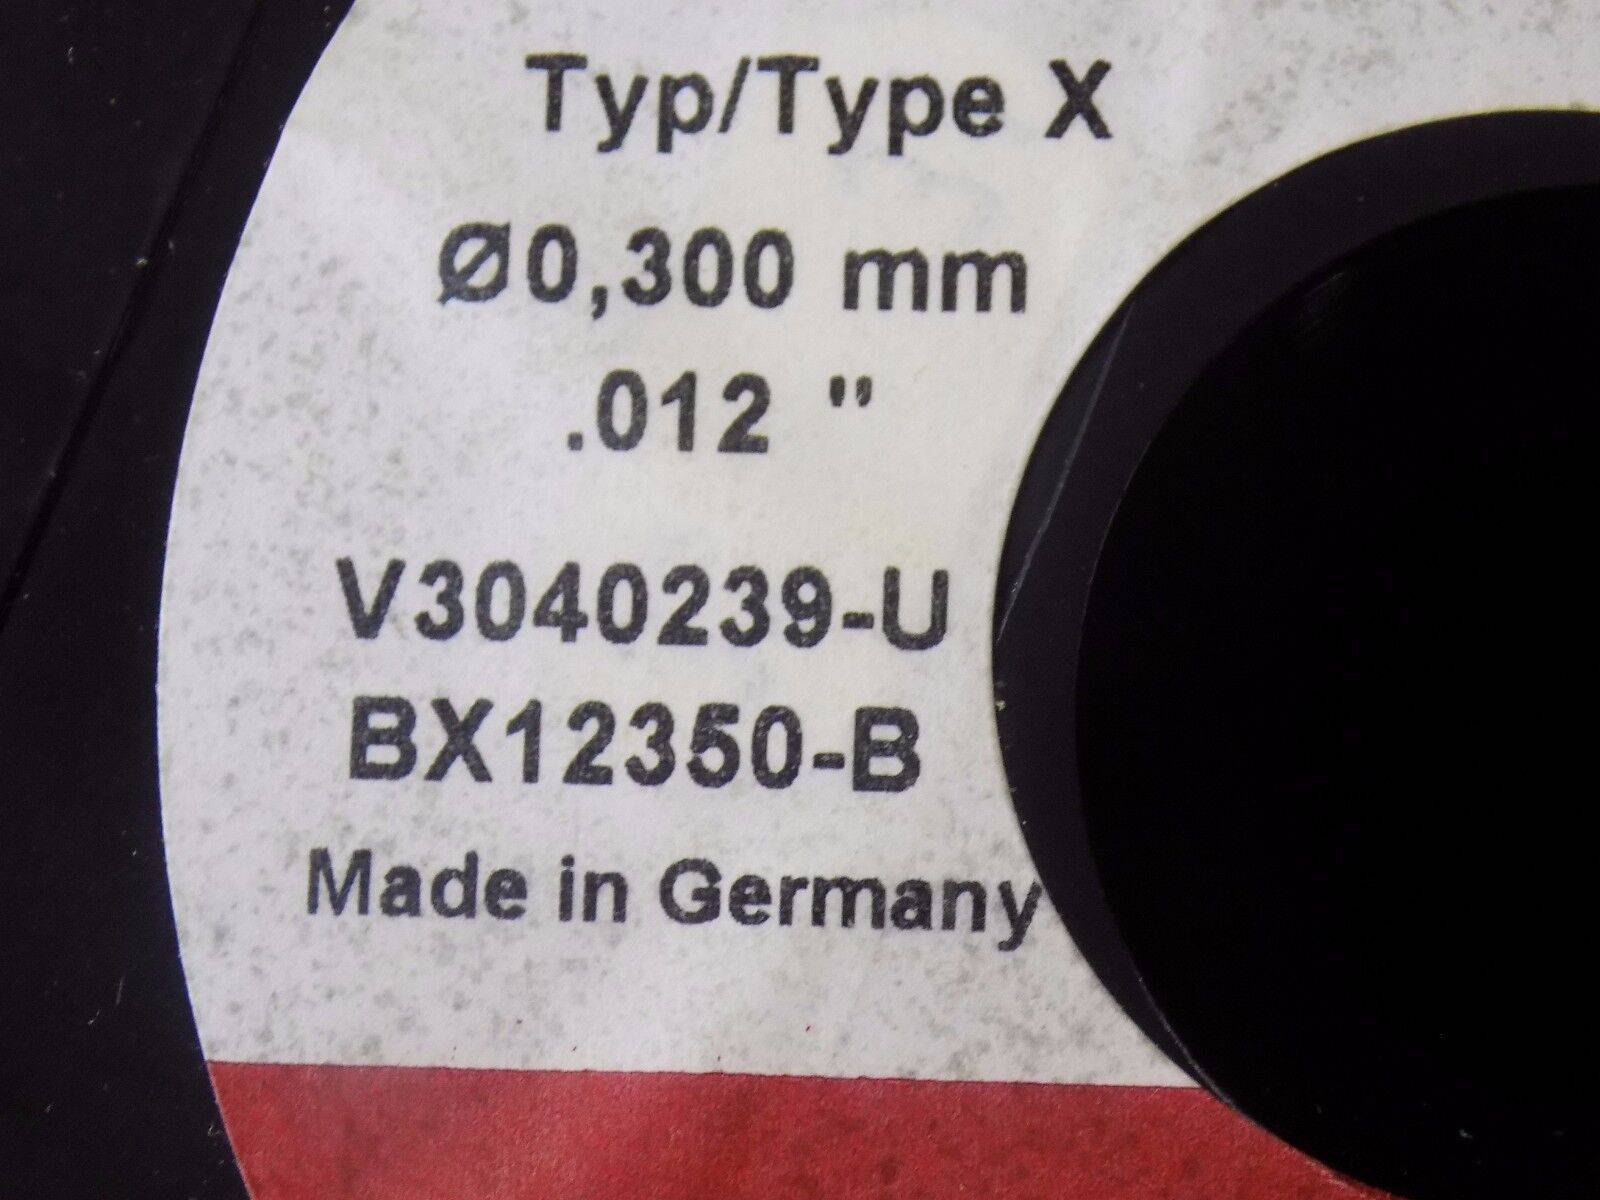 Typ/Type X
Ø0,300 mm
.012 "
V3040239-U
BX12350-B
Made in Germany